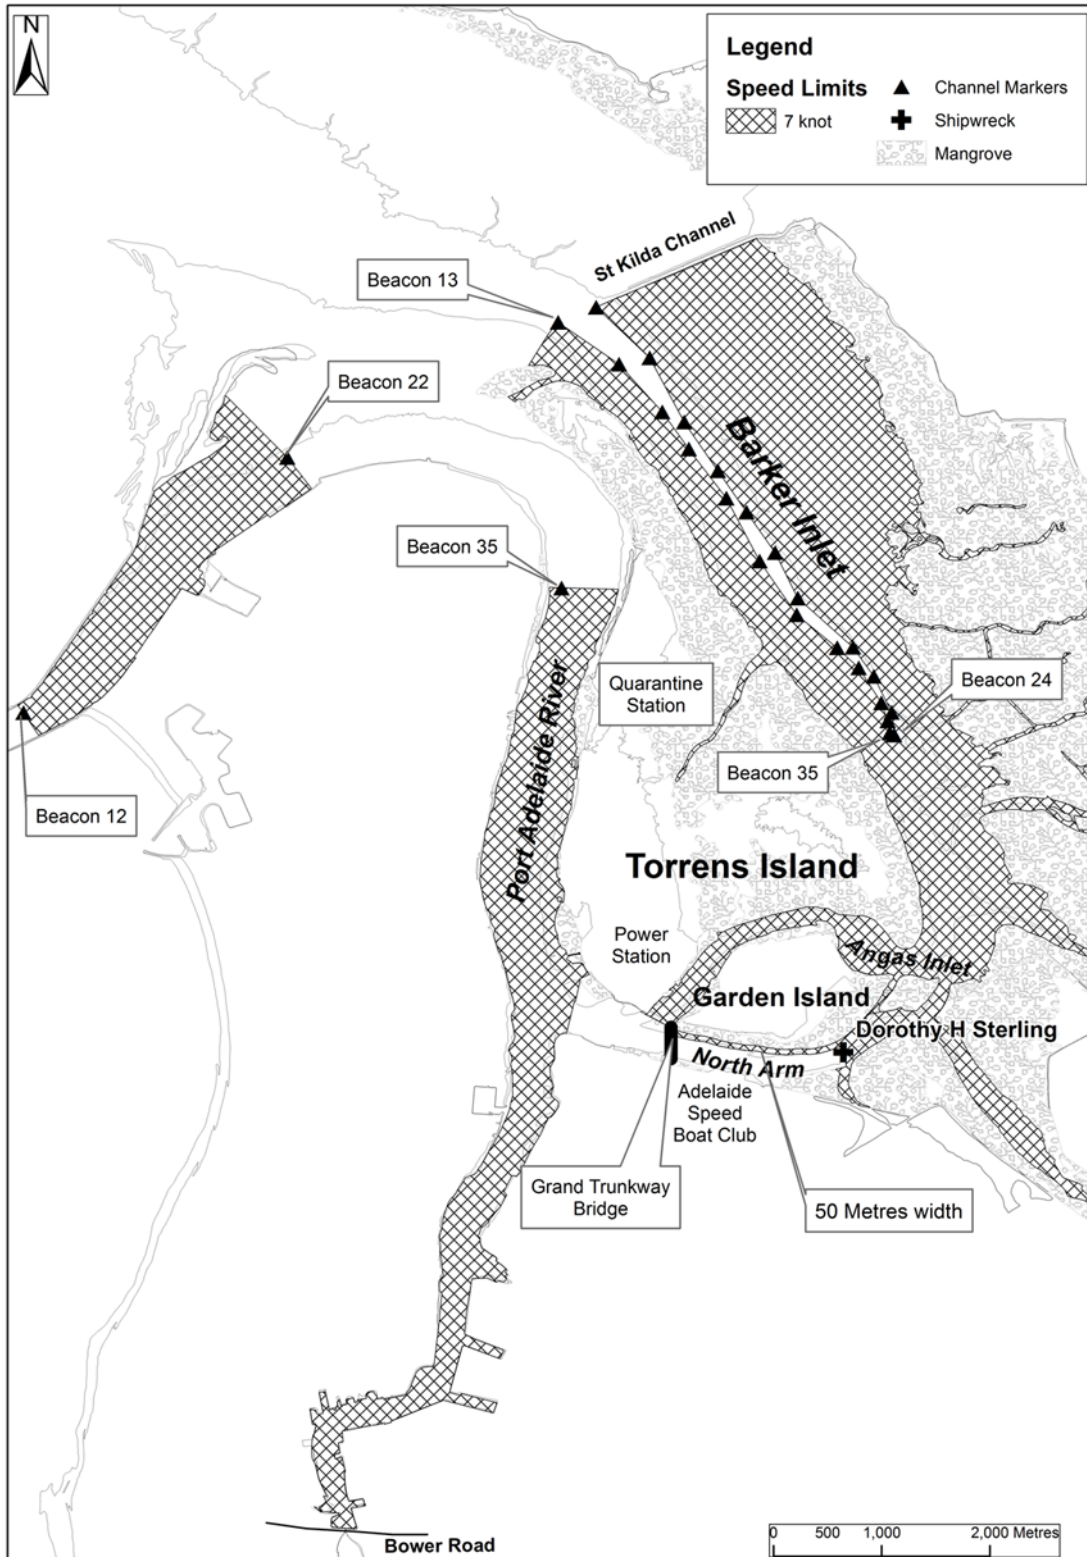 N
Legend
Speed Limits
7 knot
Channel Markers
Shipwreck
Mangrove
St Kilda Channel
Beacon 13
Beacon 22
Barker Inlet
Beacon 35
Quarantine
Station
Beacon 24
Port Adelaide River
Beacon 35
Beacon 12
Torrens Island
Power
Station
Angas Inlet
Garden Island
Dorothy H Sterling
North Arm
Adelaide
Speed
Boat Club
Grand Trunkway
Bridge
50 Metres width
0 500 1,000 2,000 Metres
Bower Road